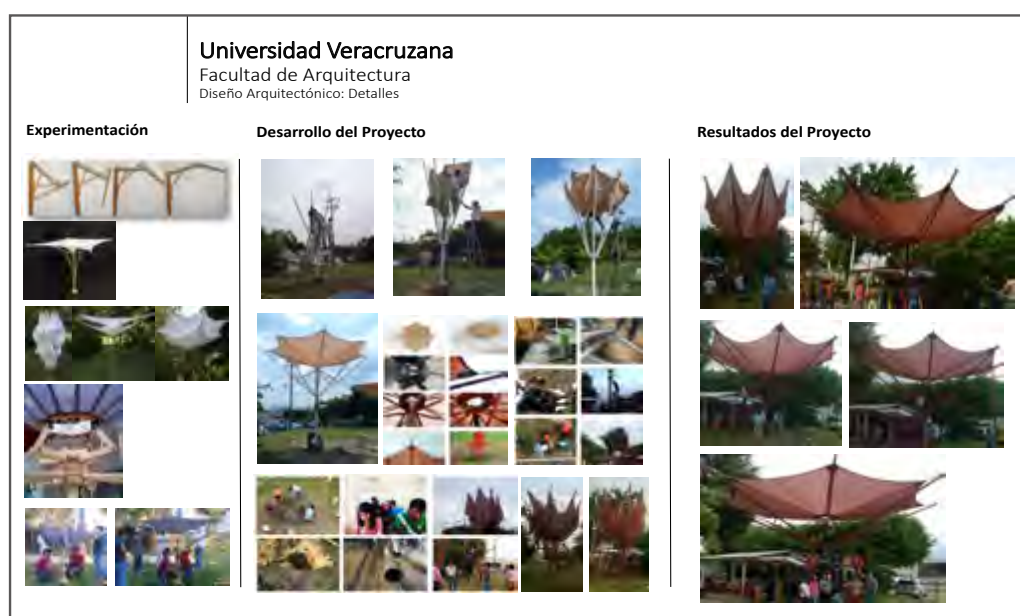 Universidad Veracruzana
Facultad de Arquitectura
Diseño Arquitectónico: Detalles
Experimentación
Desarrollo del Proyecto
Resultados del Proyecto